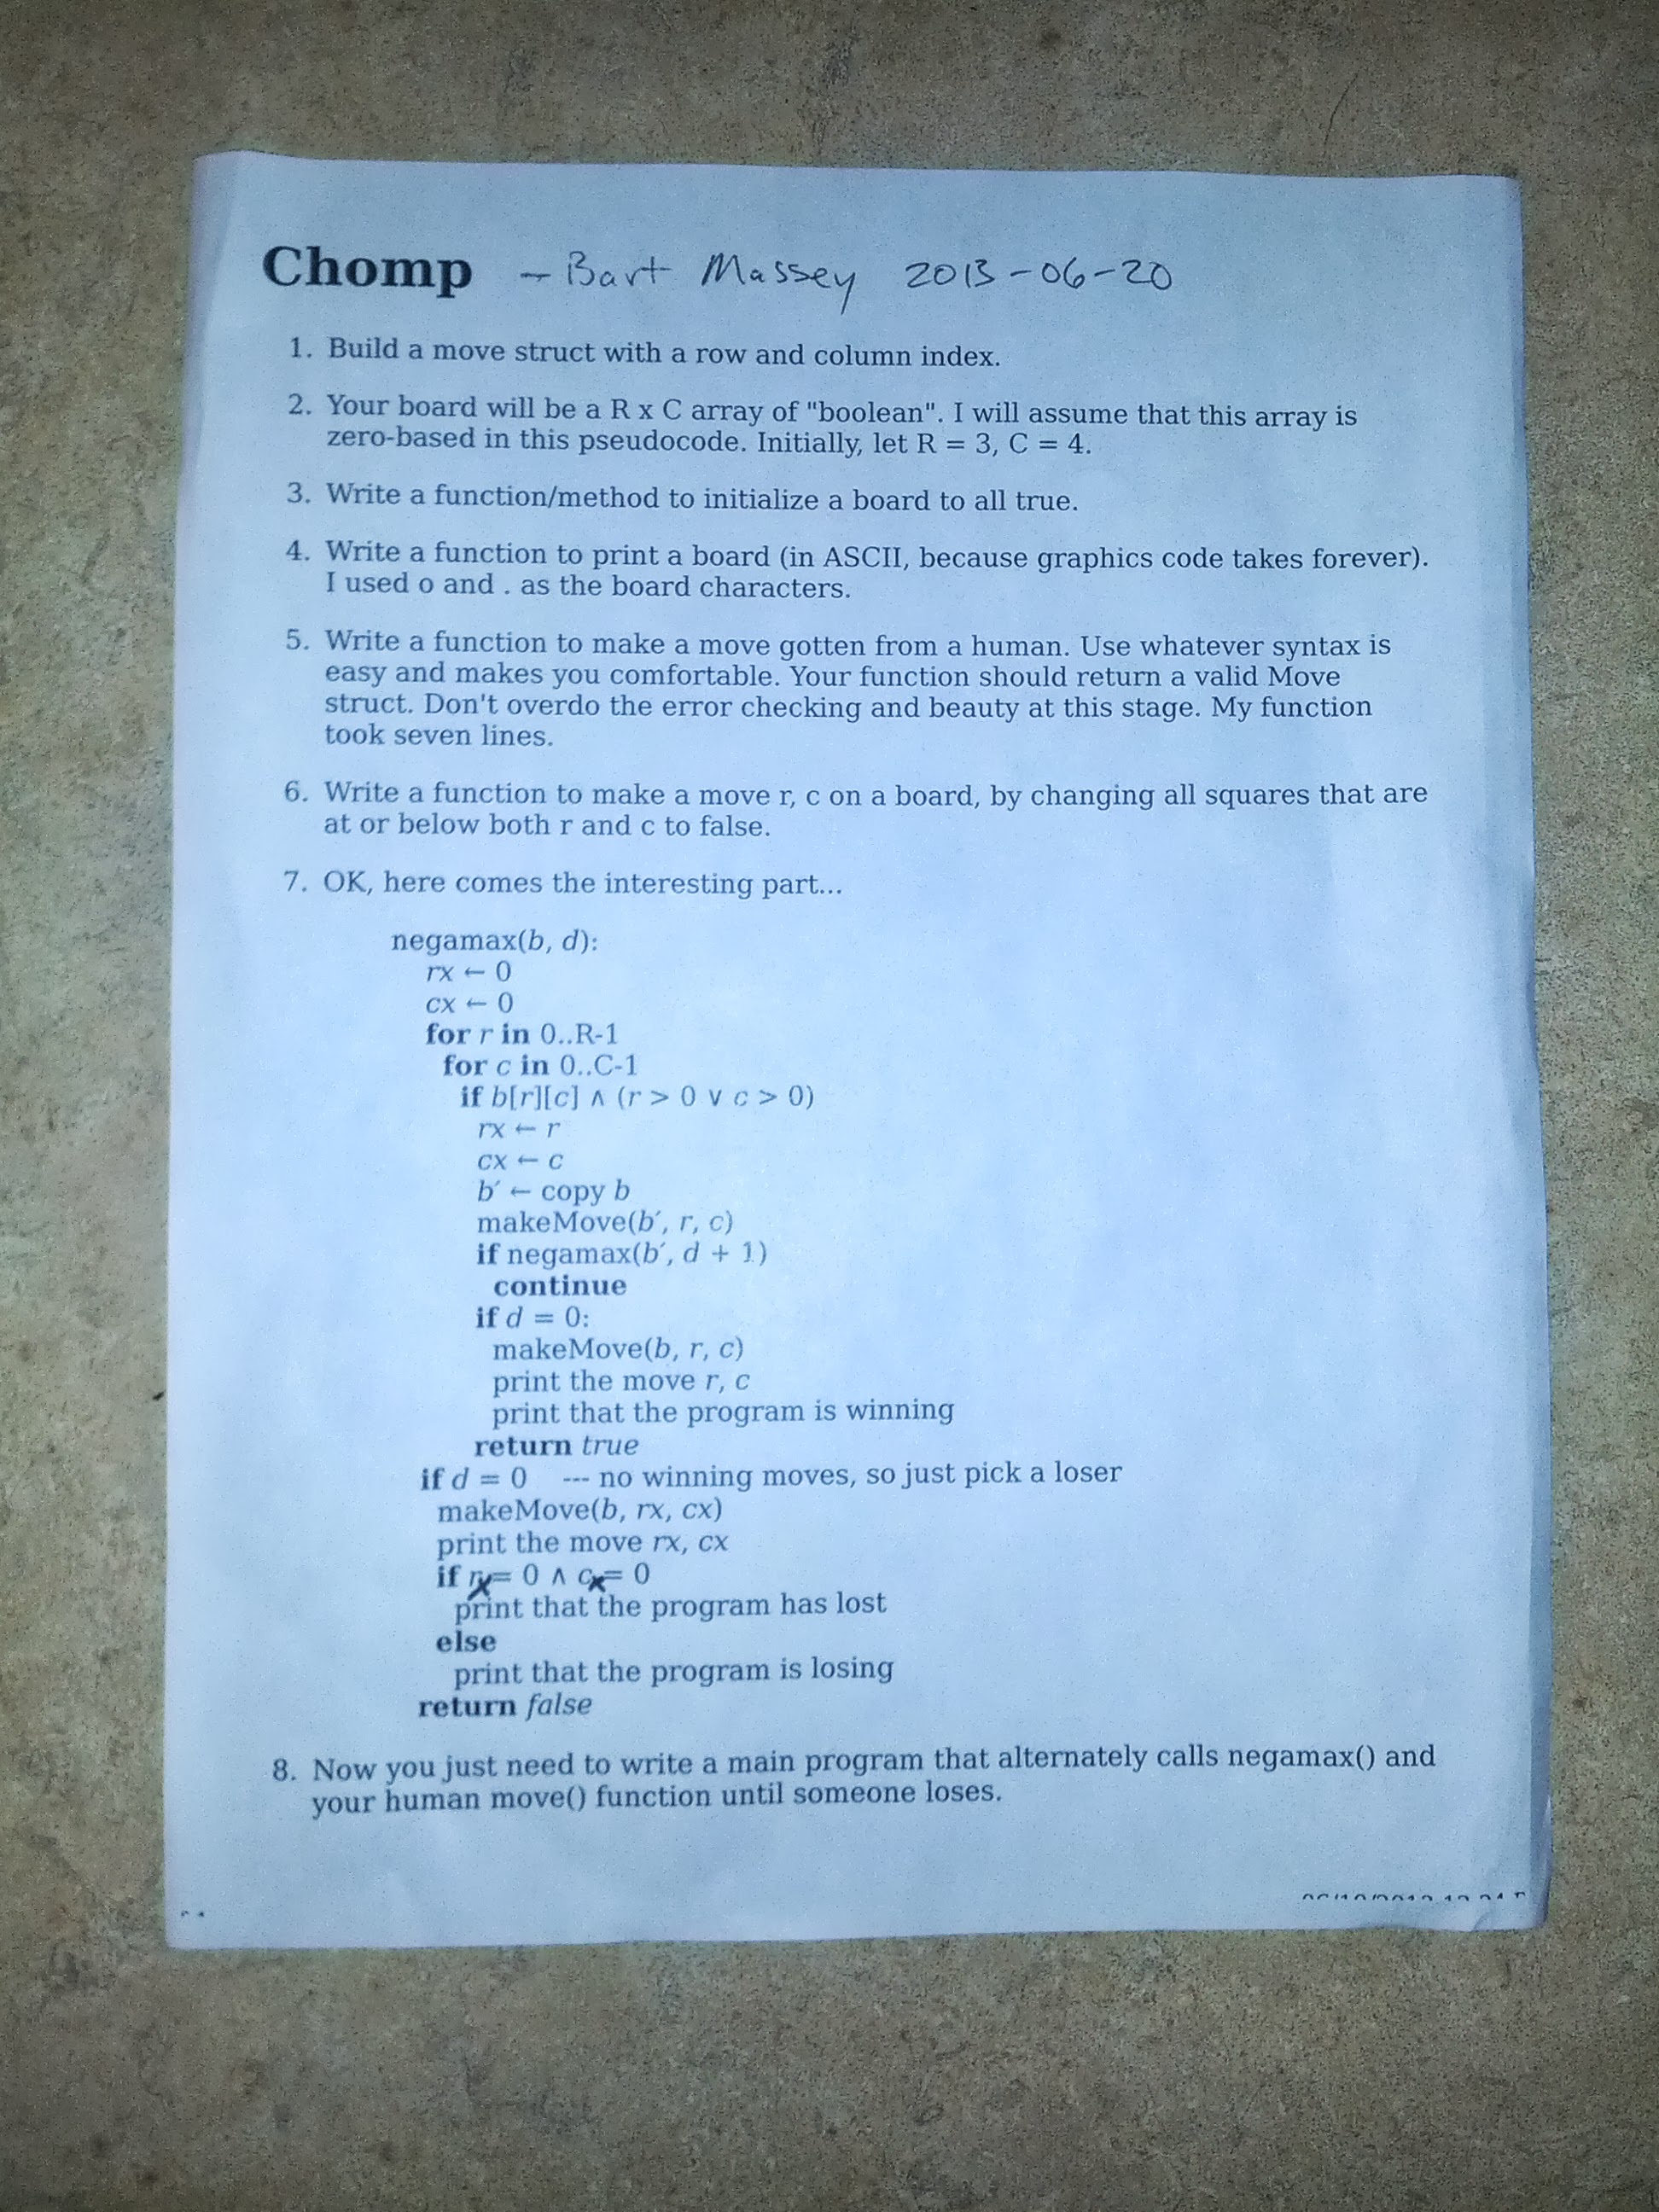 Chomp - Bart Massey 2013-06-20
1. Build a move struct with a row and column index.
2. Your board will be a R x C array of "boolean". I will assume that this array is
zero-based in this pseudocode. Initially, let R = 3, C = 4.
3. Write a function/method to initialize a board to all true.
4. Write a function to print a board (in ASCII, because graphics code takes forever).
I used o and . as the board characters.
5. Write a function to make a move gotten from a human. Use whatever syntax is
easy and makes you comfortable. Your function should return a valid Move
struct. Don't overdo the error checking and beauty at this stage. My function
took seven lines.
6. Write a function to make a move r, c on a board, by changing all squares that are
at or below both r and c to false.
7. OK, here comes the interesting part...
negamax(b, d):
rx ← 0
cx ← 0
for r in 0..R-1
for c in 0..C-1
if b[r][c] ∧ (r > 0 ∨ c > 0)
rx ← r
cx ← c
b′ ← copy b
makeMove(b′, r, c)
if negamax(b′, d + 1)
continue
if d = 0:
makeMove(b, r, c)
print the move r, c
print that the program is winning
return true
if d = 0 --- no winning moves, so just pick a loser
makeMove(b, rx, cx)
print the move rx, cx
if rx = 0 ∧ cx = 0
print that the program has lost
else
print that the program is losing
return false
8. Now you just need to write a main program that alternately calls negamax() and
your human move() function until someone loses.